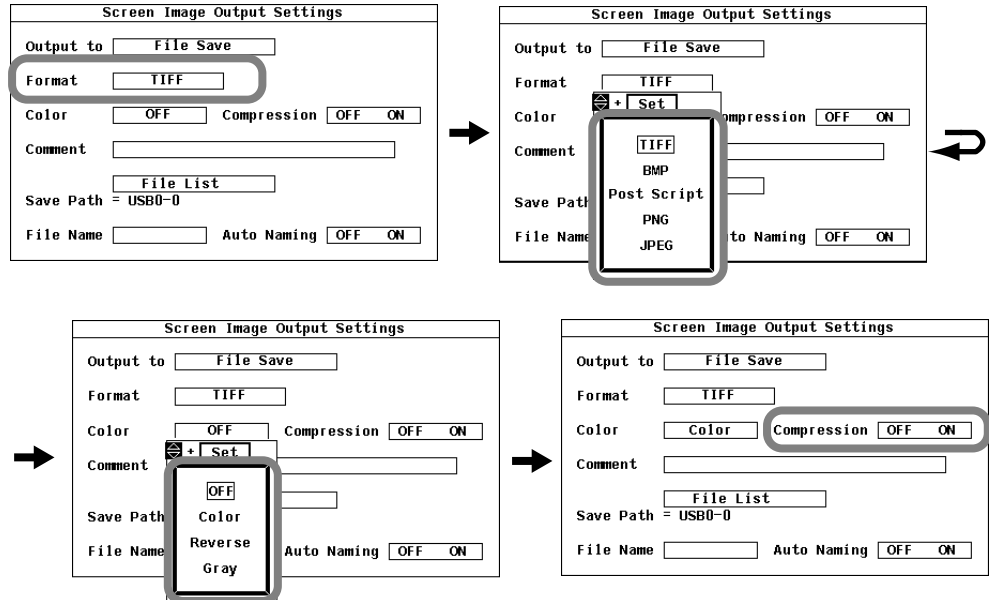 Screen Image Output Settings
Output to File Save
Format TIFF
Color OFF Compression OFF ON
Comment
File List
Save Path = USB0-0
File Name Auto Naming OFF ON
Screen Image Output Settings
Output to File Save
Format TIFF
+ Set
Color ompression OFF ON
Comment
TIFF
BMP
Post Script
PNG
JPEG
Save Path
File Name to Naming OFF ON
Screen Image Output Settings
Output to File Save
Format TIFF
Color OFF Compression OFF ON
+ Set
Comment
OFF
Color
Reverse
Gray
Save Path
File Name Auto Naming OFF ON
Screen Image Output Settings
Output to File Save
Format TIFF
Color Color Compression OFF ON
Comment
File List
Save Path = USB0-0
File Name Auto Naming OFF ON